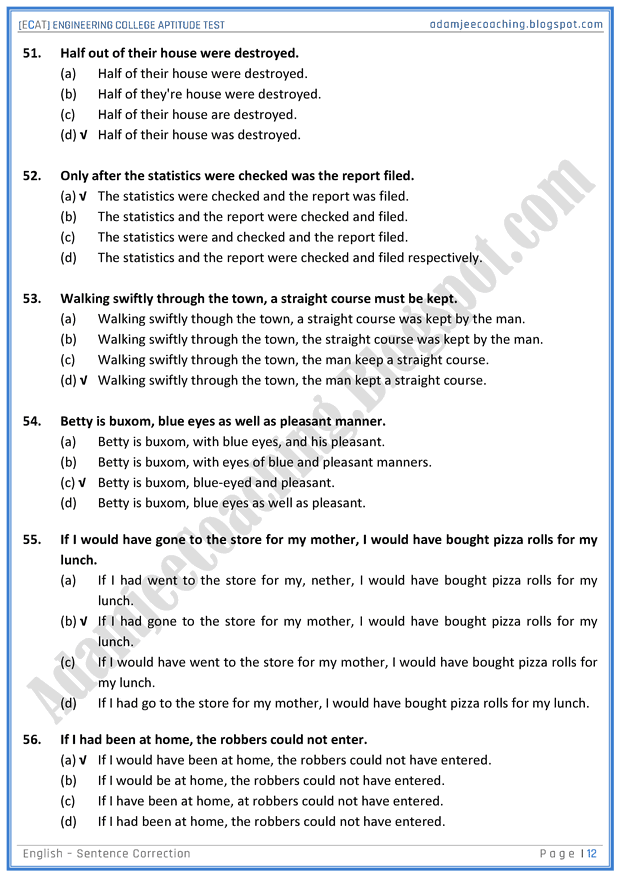 [ECAT] ENGINEERING COLLEGE APTITUDE TEST adamjeecoaching.blogspot.com
51. Half out of their house were destroyed.
(a) Half of their house were destroyed.
(b) Half of they're house were destroyed.
(c) Half of their house are destroyed.
(d) √ Half of their house was destroyed.
52. Only after the statistics were checked was the report filed.
(a) √ The statistics were checked and the report was filed.
(b) The statistics and the report were checked and filed.
(c) The statistics were and checked and the report filed.
(d) The statistics and the report were checked and filed respectively.
53. Walking swiftly through the town, a straight course must be kept.
(a) Walking swiftly though the town, a straight course was kept by the man.
(b) Walking swiftly through the town, the straight course was kept by the man.
(c) Walking swiftly through the town, the man keep a straight course.
(d) √ Walking swiftly through the town, the man kept a straight course.
54. Betty is buxom, blue eyes as well as pleasant manner.
(a) Betty is buxom, with blue eyes, and his pleasant.
(b) Betty is buxom, with eyes of blue and pleasant manners.
(c) √ Betty is buxom, blue-eyed and pleasant.
(d) Betty is buxom, blue eyes as well as pleasant.
55. If I would have gone to the store for my mother, I would have bought pizza rolls for my
lunch.
(a) If I had went to the store for my, nether, I would have bought pizza rolls for my
lunch.
(b) √ If I had gone to the store for my mother, I would have bought pizza rolls for my
lunch.
(c) If I would have went to the store for my mother, I would have bought pizza rolls for
my lunch.
(d) If I had go to the store for my mother, I would have bought pizza rolls for my lunch.
56. If I had been at home, the robbers could not enter.
(a) √ If I would have been at home, the robbers could not have entered.
(b) If I would be at home, the robbers could not have entered.
(c) If I have been at home, at robbers could not have entered.
(d) If I had been at home, the robbers could not have entered.
English – Sentence Correction Page | 12
AdamjeeCoaching.Blogspot.com